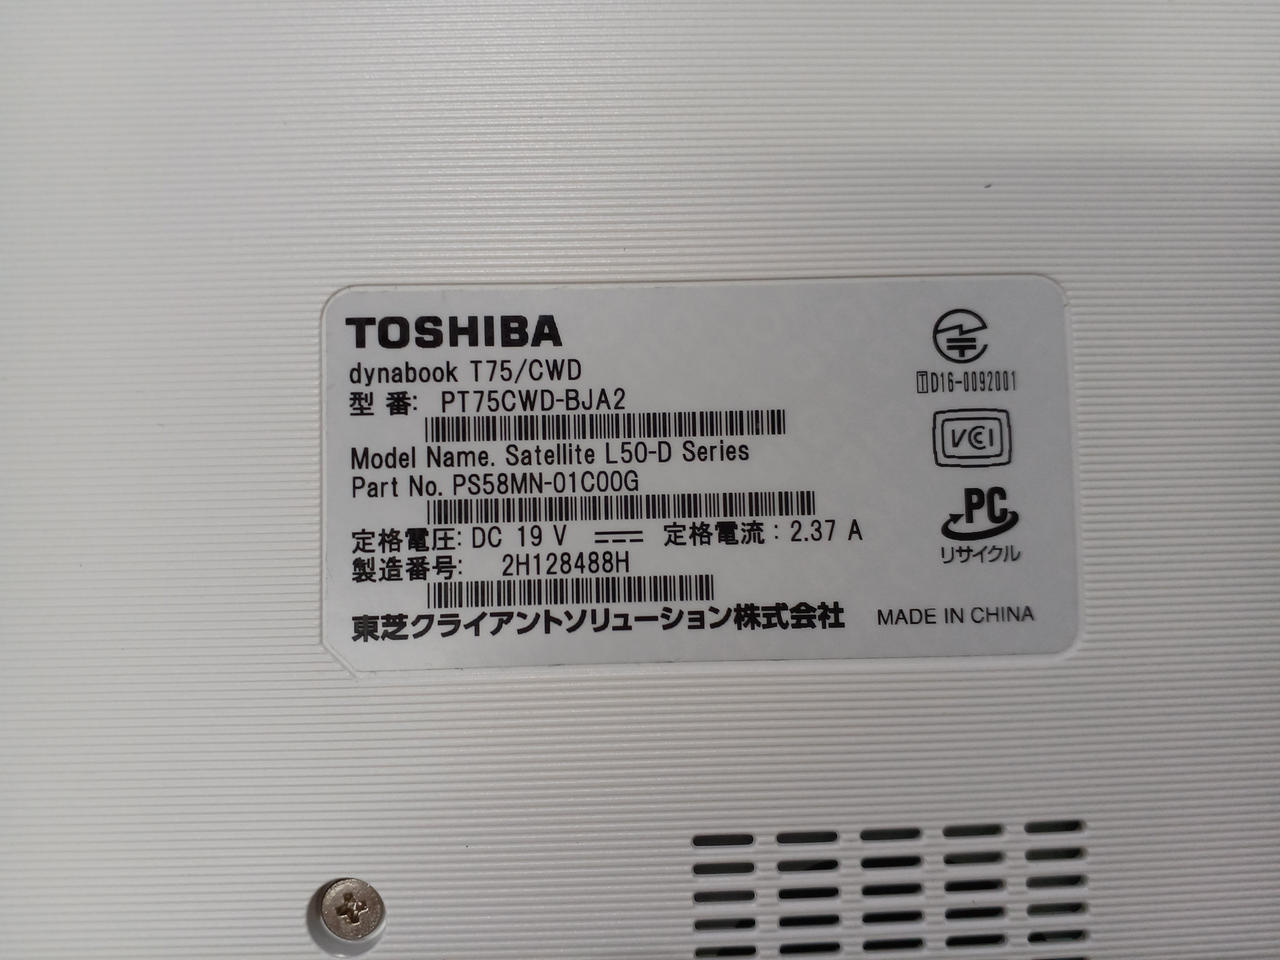 TOSHIBA
dynabook T75/CWD
型 番: PT75CWD-BJA2
Model Name. Satellite L50-D Series
Part No. PS58MN-01C00G
定格電圧: DC 19 V 定格電流: 2.37 A
製造番号: 2H128488H
東芝クライアントソリューション株式会社
MADE IN CHINA
T D16-0092001
VCCI
PC
リサイクル